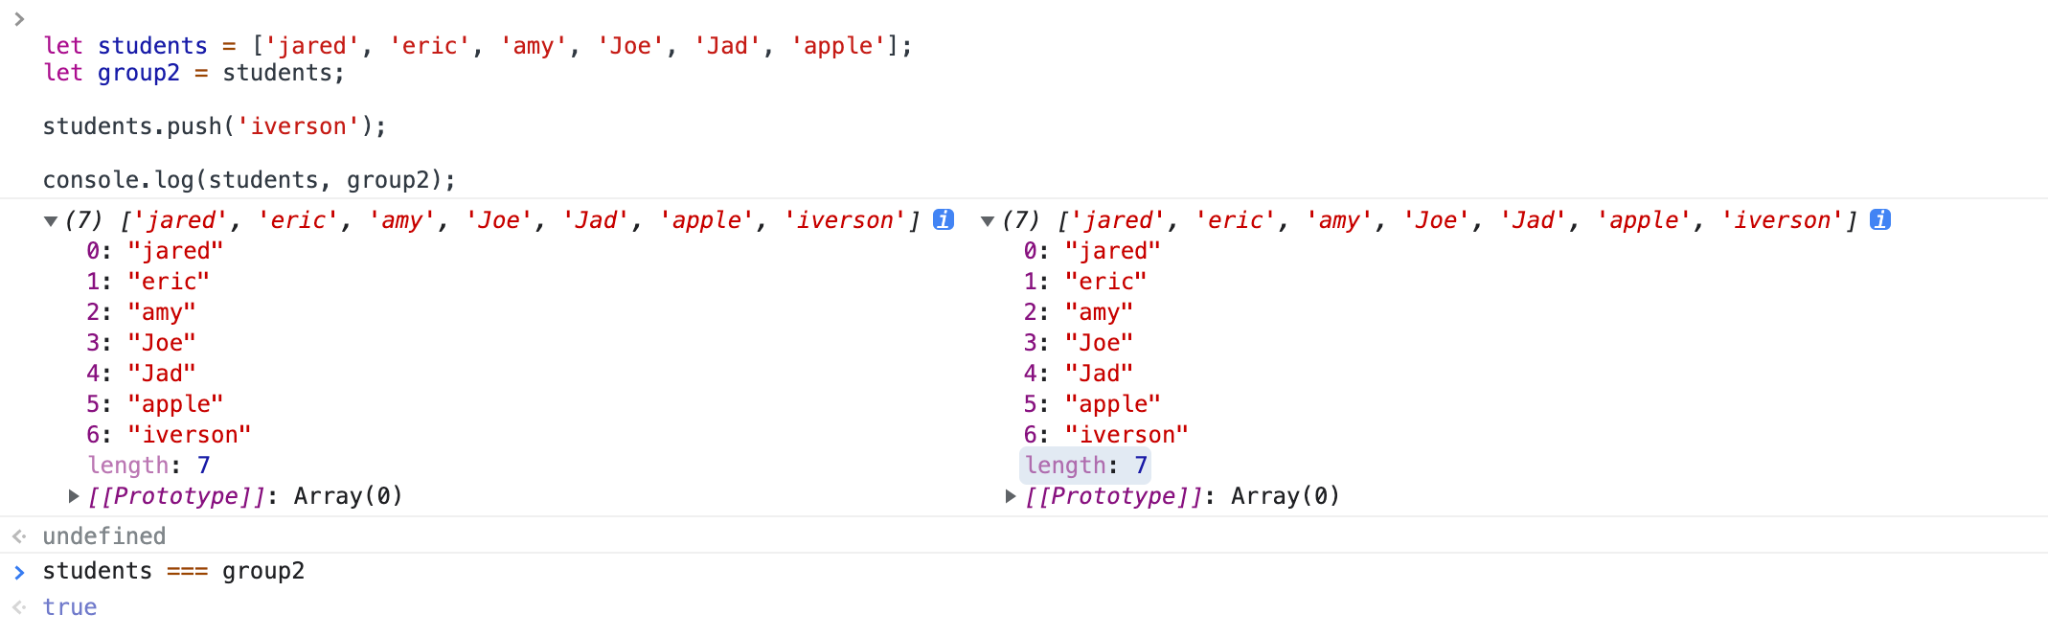 let students = ['jared', 'eric', 'amy', 'Joe', 'Jad', 'apple'];
let group2 = students;
students.push('iverson');
console.log(students, group2);
(7) ['jared', 'eric', 'amy', 'Joe', 'Jad', 'apple', 'iverson'] i (7) ['jared', 'eric', 'amy', 'Joe', 'Jad', 'apple', 'iverson'] i
0: "jared" 0: "jared"
1: "eric" 1: "eric"
2: "amy" 2: "amy"
3: "Joe" 3: "Joe"
4: "Jad" 4: "Jad"
5: "apple" 5: "apple"
6: "iverson" 6: "iverson"
length: 7 length: 7
[[Prototype]]: Array(0) [[Prototype]]: Array(0)
undefined
students === group2
true